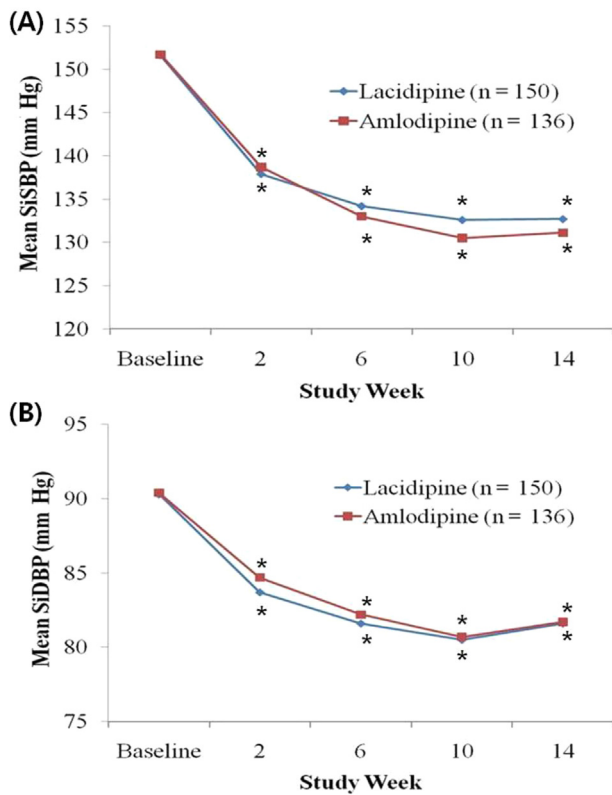 (A)
155
150
145
140
135
130
125
120
Mean SiSBP (mm Hg)
Lacidipine (n = 150)
Amlodipine (n = 136)
* * * *
* * * *
Baseline 2 6 10 14
Study Week
(B)
95
90
85
80
75
Mean SiDBP (mm Hg)
Lacidipine (n = 150)
Amlodipine (n = 136)
* * * *
* * * *
Baseline 2 6 10 14
Study Week